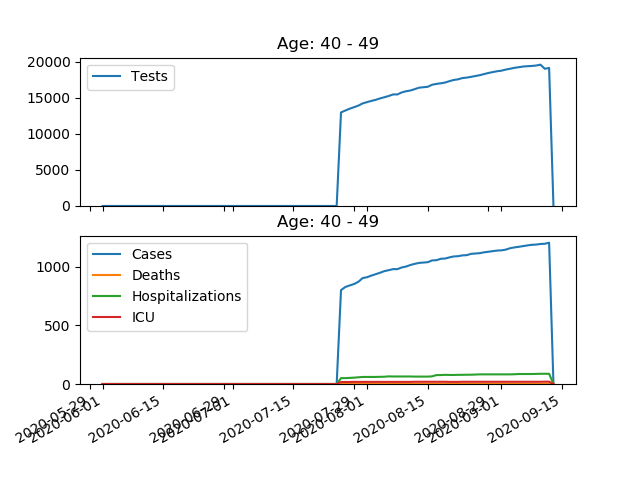 Age: 40 - 49
20000
15000
10000
5000
0
Tests
Age: 40 - 49
1000
500
0
Cases
Deaths
Hospitalizations
ICU
2020-05-29
2020-06-01
2020-06-15
2020-06-29
2020-07-01
2020-07-15
2020-07-29
2020-08-01
2020-08-15
2020-08-29
2020-09-01
2020-09-15